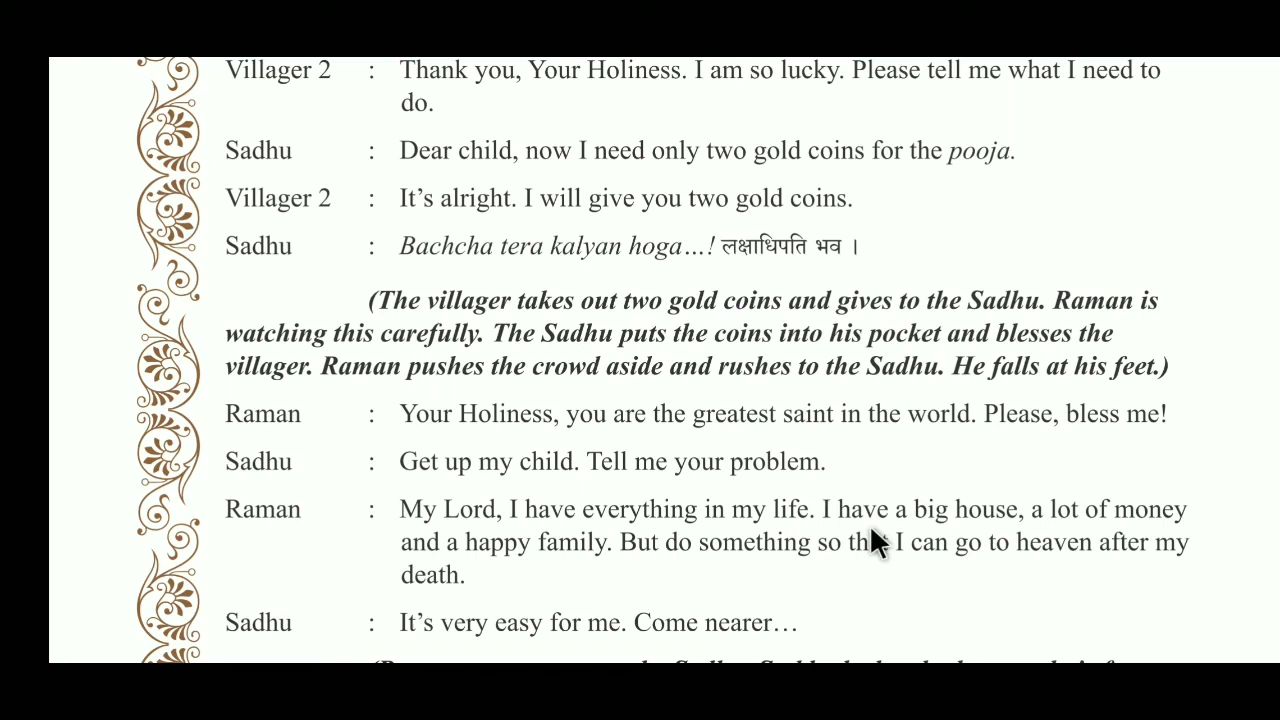 Villager 2 : Thank you, Your Holiness. I am so lucky. Please tell me what I need to
do.
Sadhu : Dear child, now I need only two gold coins for the pooja.
Villager 2 : It's alright. I will give you two gold coins.
Sadhu : Bachcha tera kalyan hoga...! लक्षाधिपति भव ।
(The villager takes out two gold coins and gives to the Sadhu. Raman is
watching this carefully. The Sadhu puts the coins into his pocket and blesses the
villager. Raman pushes the crowd aside and rushes to the Sadhu. He falls at his feet.)
Raman : Your Holiness, you are the greatest saint in the world. Please, bless me!
Sadhu : Get up my child. Tell me your problem.
Raman : My Lord, I have everything in my life. I have a big house, a lot of money
and a happy family. But do something so that I can go to heaven after my
death.
Sadhu : It's very easy for me. Come nearer...